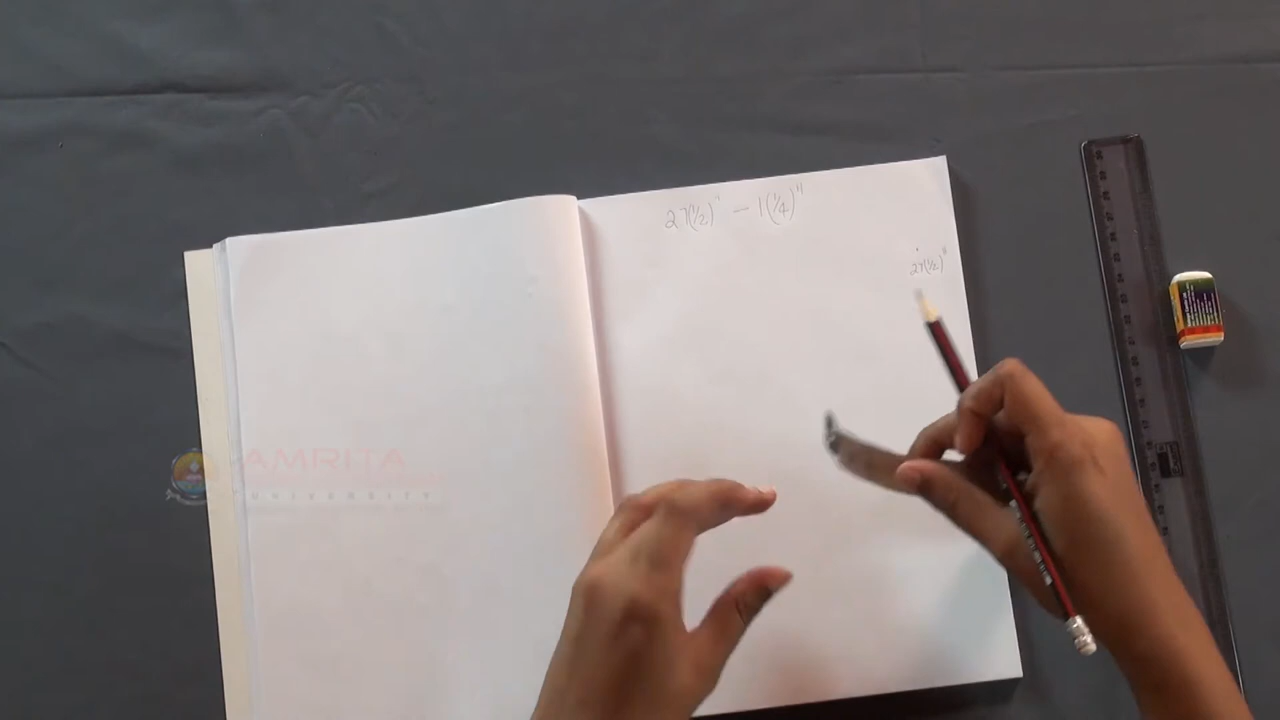 27(1/2)" - 1(1/4)"
27(1/2)"
AMRITA
UNIVERSITY